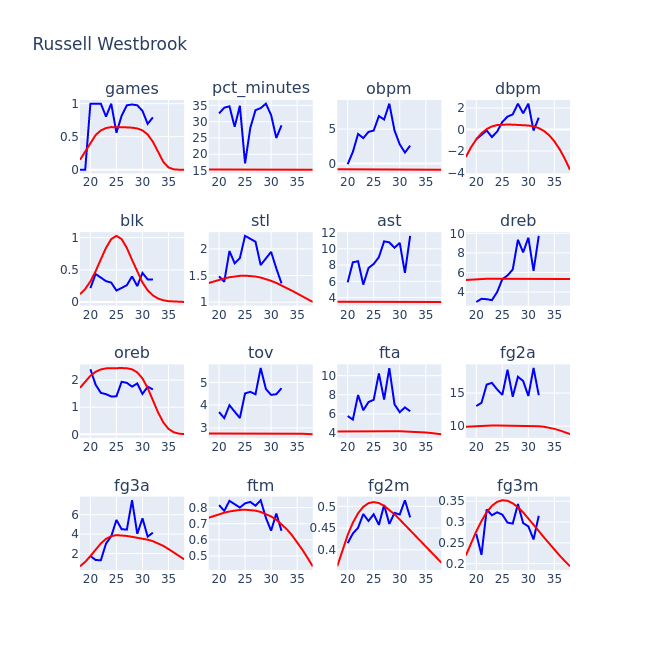 Russell Westbrook
games pct_minutes obpm dbpm
1 0.5 0 20 25 30 35
35 30 25 20 15 20 25 30 35
5 0 20 25 30 35
2 0 −2 −4 20 25 30 35
blk stl ast dreb
1 0.5 0 20 25 30 35
2 1.5 1 20 25 30 35
12 10 8 6 4 20 25 30 35
10 8 6 4 20 25 30 35
oreb tov fta fg2a
2 1 0 20 25 30 35
5 4 3 20 25 30 35
10 8 6 4 20 25 30 35
15 10 20 25 30 35
fg3a ftm fg2m fg3m
6 4 2 20 25 30 35
0.8 0.7 0.6 0.5 20 25 30 35
0.5 0.45 0.4 20 25 30 35
0.35 0.3 0.25 0.2 20 25 30 35